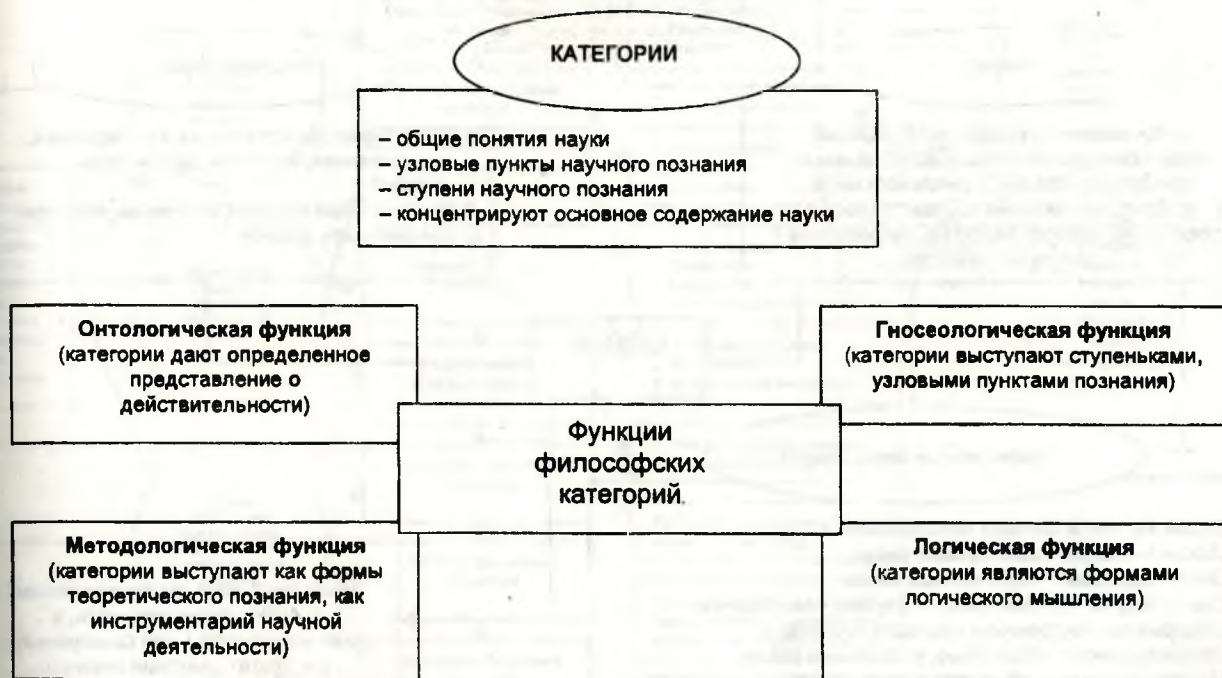 КАТЕГОРИИ
– общие понятия науки
– узловые пункты научного познания
– ступени научного познания
– концентрируют основное содержание науки
Онтологическая функция
(категории дают определенное
представление о
действительности)
Гносеологическая функция
(категории выступают ступеньками,
узловыми пунктами познания)
Функции
философских
категорий
Методологическая функция
(категории выступают как формы
теоретического познания, как
инструментарий научной
деятельности)
Логическая функция
(категории являются формами
логического мышления)